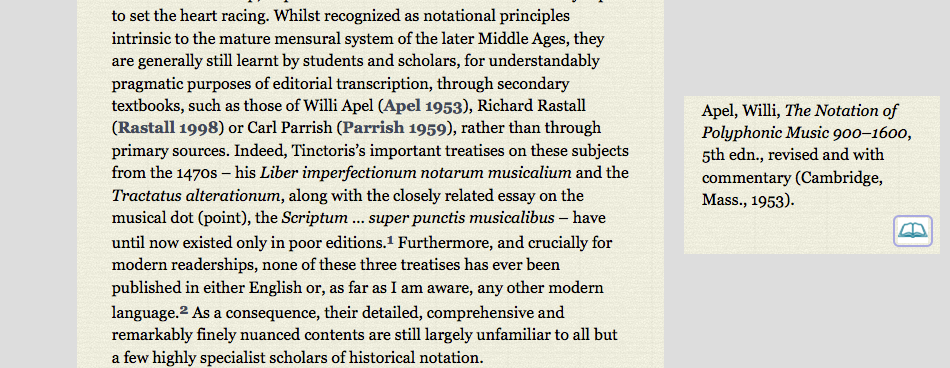 to set the heart racing. Whilst recognized as notational principles
intrinsic to the mature mensural system of the later Middle Ages, they
are generally still learnt by students and scholars, for understandably
pragmatic purposes of editorial transcription, through secondary
textbooks, such as those of Willi Apel (Apel 1953), Richard Rastall
(Rastall 1998) or Carl Parrish (Parrish 1959), rather than through
primary sources. Indeed, Tinctoris’s important treatises on these subjects
from the 1470s – his Liber imperfectionum notarum musicalium and the
Tractatus alterationum, along with the closely related essay on the
musical dot (point), the Scriptum ... super punctis musicalibus – have
until now existed only in poor editions.1 Furthermore, and crucially for
modern readerships, none of these three treatises has ever been
published in either English or, as far as I am aware, any other modern
language.2 As a consequence, their detailed, comprehensive and
remarkably finely nuanced contents are still largely unfamiliar to all but
a few highly specialist scholars of historical notation.
Apel, Willi, The Notation of
Polyphonic Music 900–1600,
5th edn., revised and with
commentary (Cambridge,
Mass., 1953).